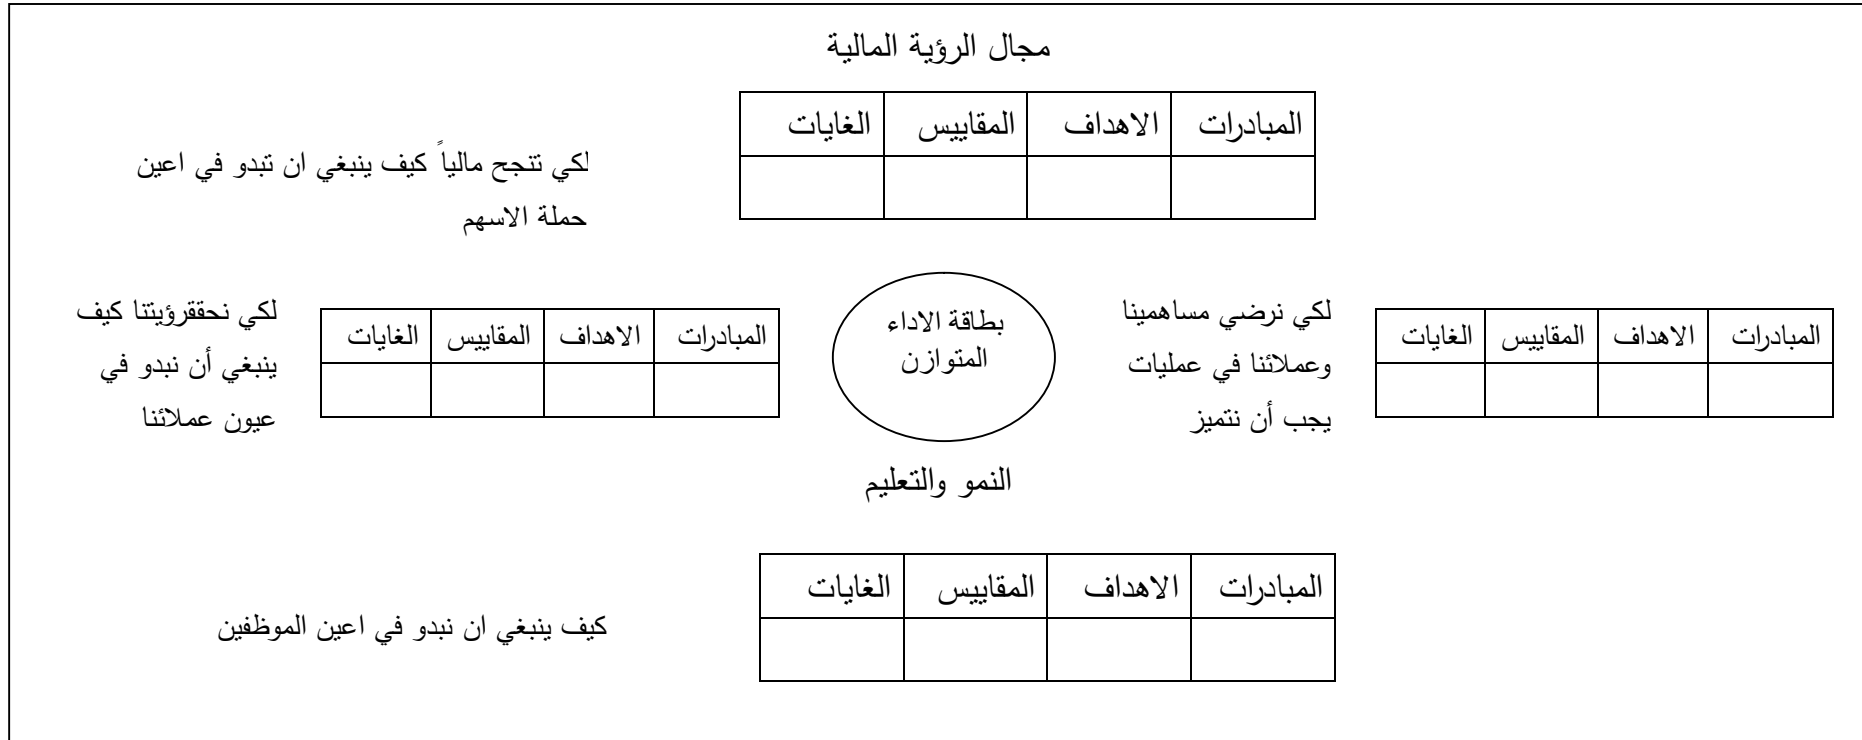 مجال الرؤية المالية
المبادرات الاهداف المقاييس الغايات
لكي تتجح مالياً كيف ينبغي ان تبدو في اعين
حملة الاسهم
المبادرات الاهداف المقاييس الغايات
لكي نرضي مساهمينا
وعملائنا في عمليات
يجب أن نتميز
بطاقة الاداء
المتوازن
المبادرات الاهداف المقاييس الغايات
لكي نحققرؤيتنا كيف
ينبغي أن نبدو في
عيون عملائنا
النمو والتعليم
المبادرات الاهداف المقاييس الغايات
كيف ينبغي ان نبدو في اعين الموظفين